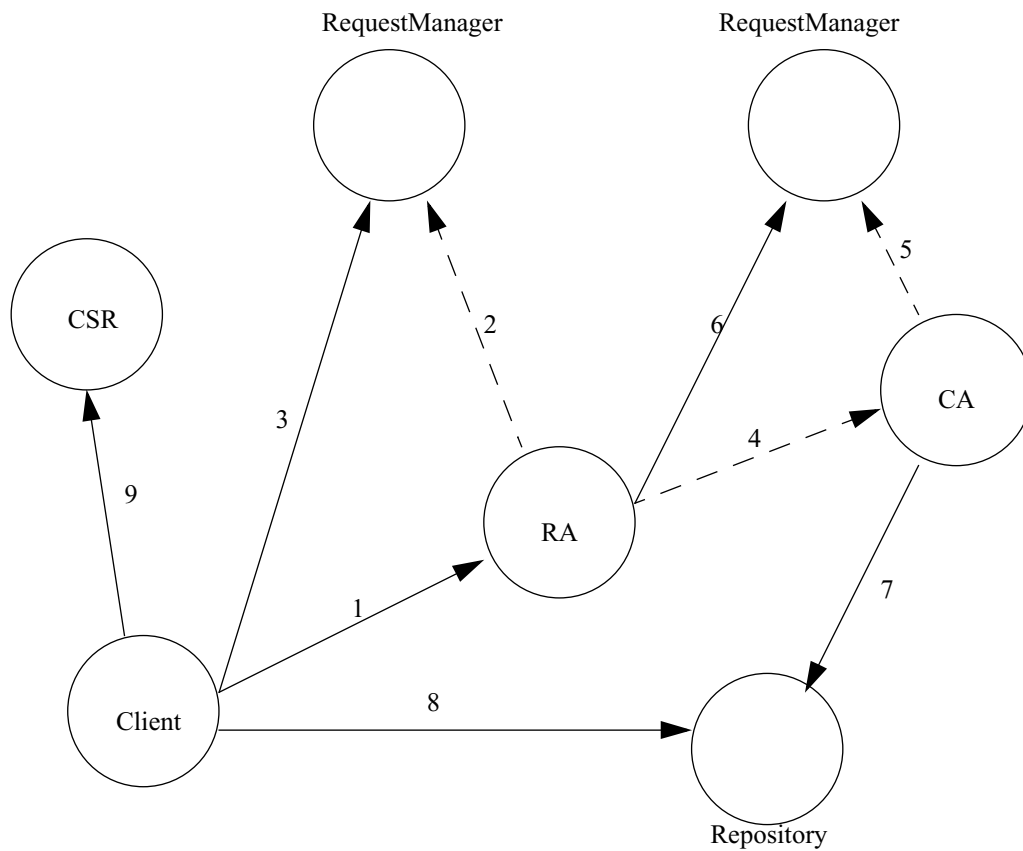 RequestManager
RequestManager
5
CSR
2
6
CA
3
4
9
RA
7
1
8
Client
Repository